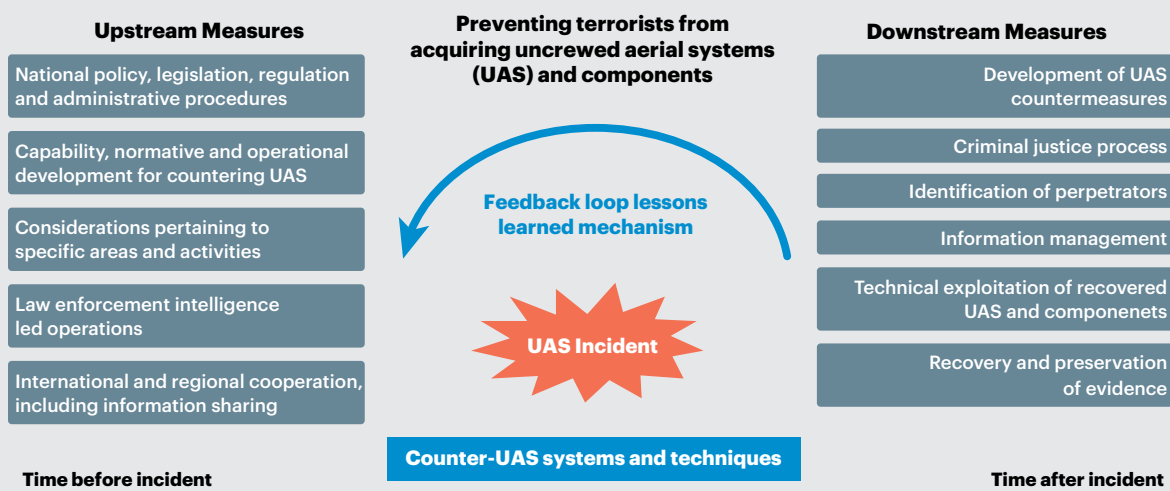 Upstream Measures
National policy, legislation, regulation
and administrative procedures
Capability, normative and operational
development for countering UAS
Considerations pertaining to
specific areas and activities
Law enforcement intelligence
led operations
International and regional cooperation,
including information sharing
Time before incident
Preventing terrorists from
acquiring uncrewed aerial systems
(UAS) and components
Feedback loop lessons
learned mechanism
UAS Incident
Counter-UAS systems and techniques
Downstream Measures
Development of UAS
countermeasures
Criminal justice process
Identification of perpetrators
Information management
Technical exploitation of recovered
UAS and componenets
Recovery and preservation
of evidence
Time after incident